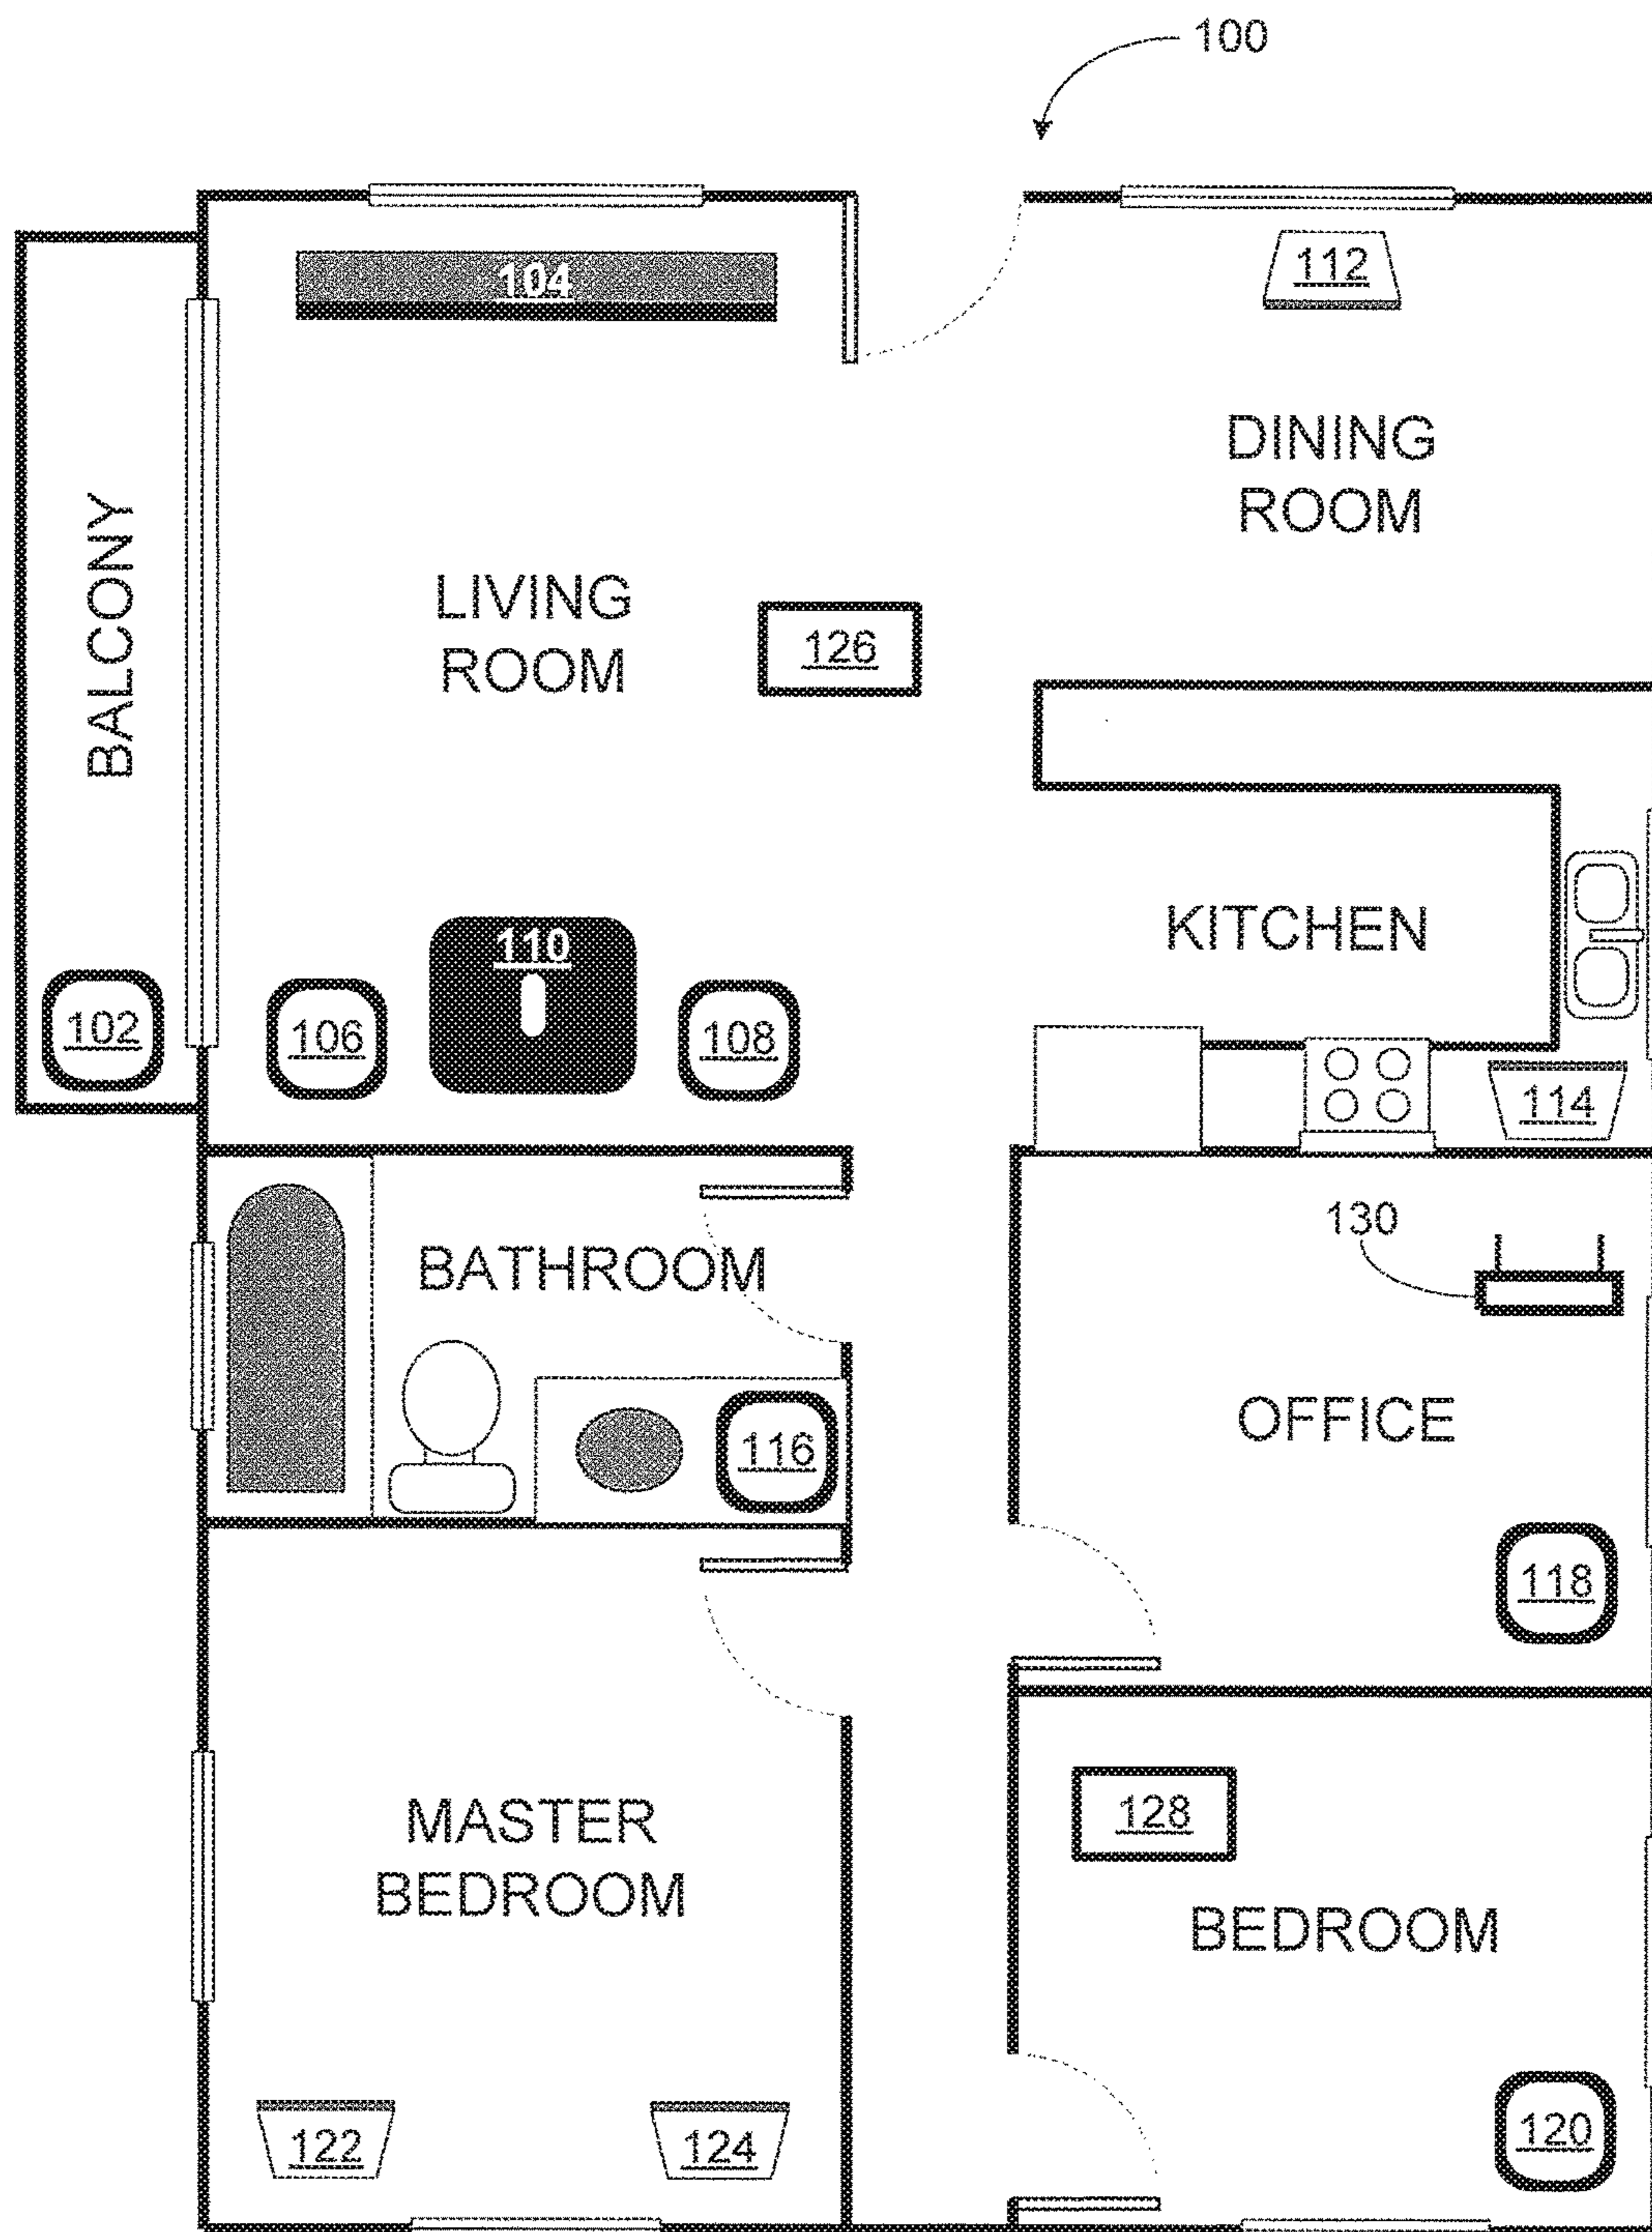 100
104
112
DINING
ROOM
BALCONY
LIVING
ROOM
126
KITCHEN
110
102
106
108
114
130
BATHROOM
OFFICE
116
118
MASTER
BEDROOM
128
BEDROOM
122
124
120